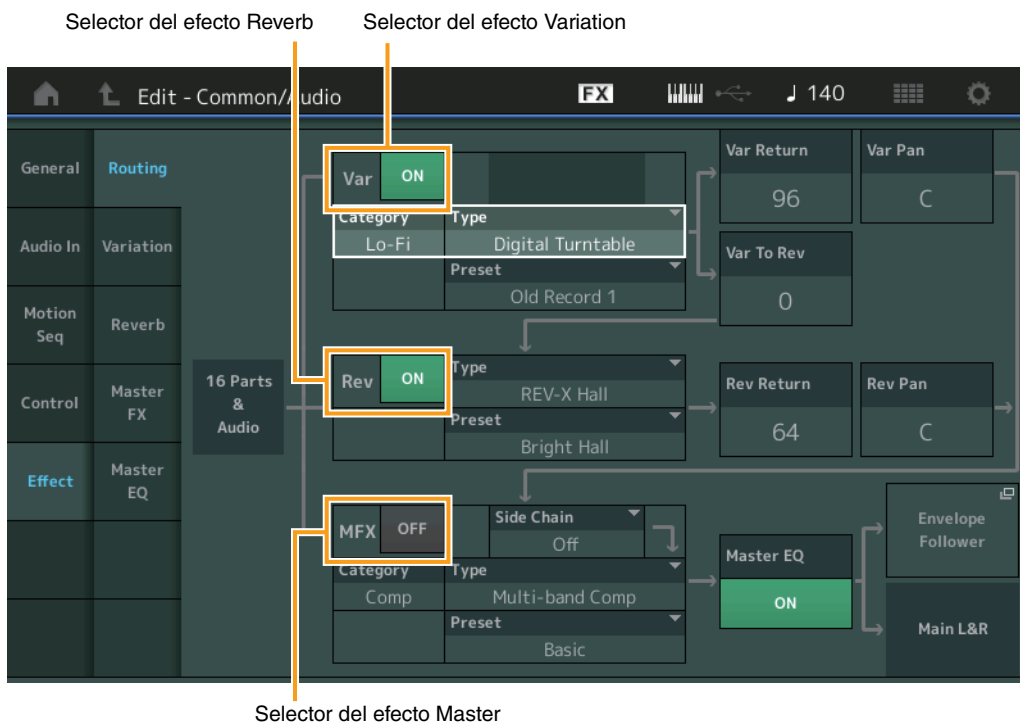 Selector del efecto Reverb
Selector del efecto Variation
Edit - Common/Audio
FX
140
General
Routing
Audio In
Variation
Motion
Seq
Reverb
Control
Master
FX
Effect
Master
EQ
16 Parts
&
Audio
Var
ON
Category
Type
Lo-Fi
Digital Turntable
Preset
Old Record 1
Var Return
96
Var Pan
C
Var To Rev
0
Rev
ON
Type
REV-X Hall
Preset
Bright Hall
Rev Return
64
Rev Pan
C
MFX
OFF
Side Chain
Off
Category
Type
Comp
Multi-band Comp
Preset
Basic
Master EQ
ON
Envelope
Follower
Main L&R
Selector del efecto Master